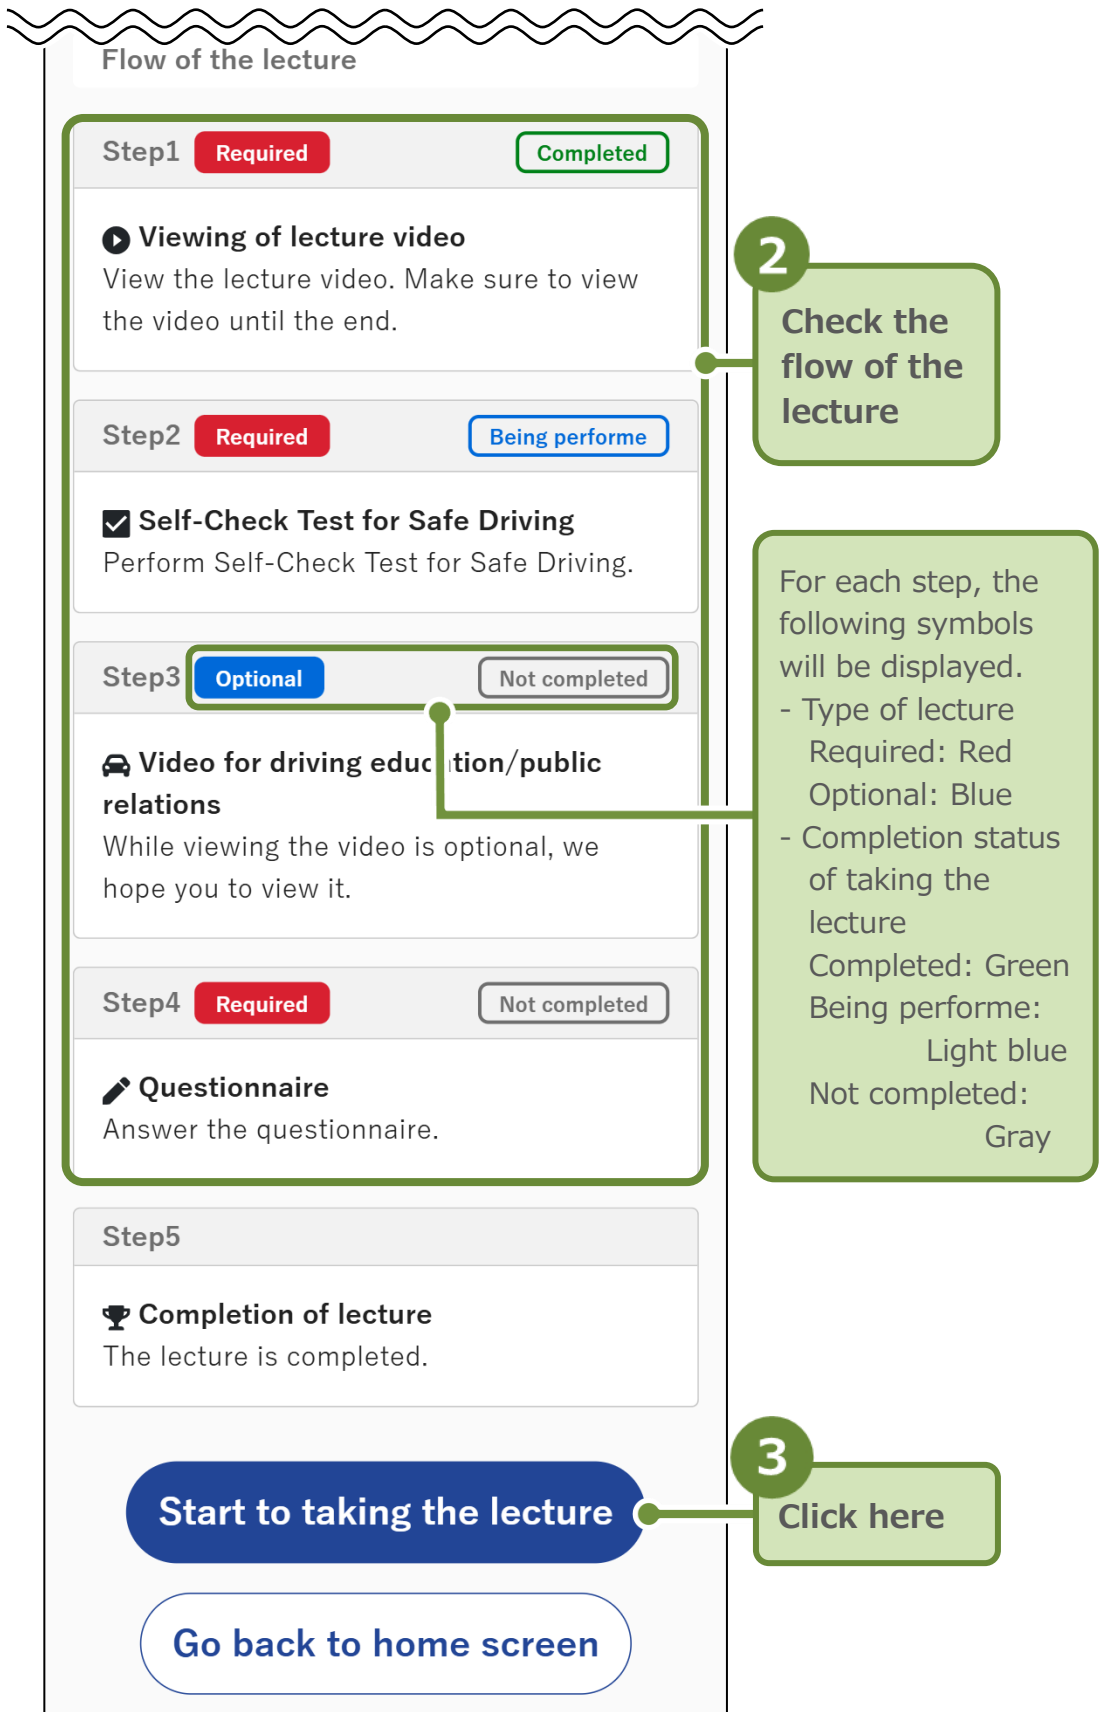 Flow of the lecture
Step1 Required Completed
Viewing of lecture video
View the lecture video. Make sure to view
the video until the end.
Step2 Required Being performe
Self-Check Test for Safe Driving
Perform Self-Check Test for Safe Driving.
Step3 Optional Not completed
Video for driving education/public
relations
While viewing the video is optional, we
hope you to view it.
Step4 Required Not completed
Questionnaire
Answer the questionnaire.
Step5
Completion of lecture
The lecture is completed.
Start to taking the lecture
Go back to home screen
2
Check the
flow of the
lecture
For each step, the
following symbols
will be displayed.
- Type of lecture
Required: Red
Optional: Blue
- Completion status
of taking the
lecture
Completed: Green
Being performe:
Light blue
Not completed:
Gray
3
Click here